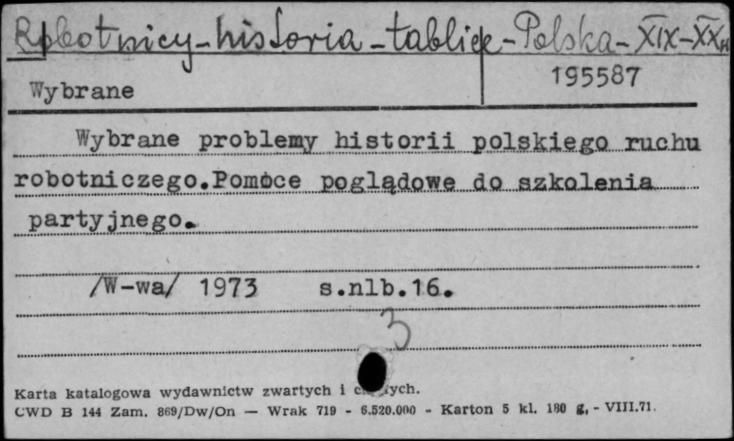 Robotnicy-historia-tablice-Polska-XIX-XX
195587
Wybrane
Wybrane problemy historii polskiego ruchu
robotniczego.Pomoce poglądowe do szkolenia
partyjnego.
/W-wa/ 1973 s.nlb.16.
3
Karta katalogowa wydawnictw zwartych i
CWD B 144 Zam. 869/Dw/On — Wrak 719 - 6.520.000 - Karton 5 kl. 180 g. - VIII.71.